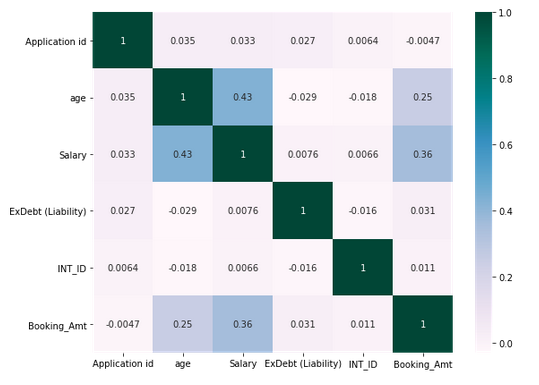 Application id 1 0.035 0.033 0.027 0.0064 -0.0047
age 0.035 1 0.43 -0.029 -0.018 0.25
Salary 0.033 0.43 1 0.0076 0.0066 0.36
ExDebt (Liability) 0.027 -0.029 0.0076 1 -0.016 0.031
INT_ID 0.0064 -0.018 0.0066 -0.016 1 0.011
Booking_Amt -0.0047 0.25 0.36 0.031 0.011 1
Application id age Salary ExDebt (Liability) INT_ID Booking_Amt
1.0
0.8
0.6
0.4
0.2
0.0